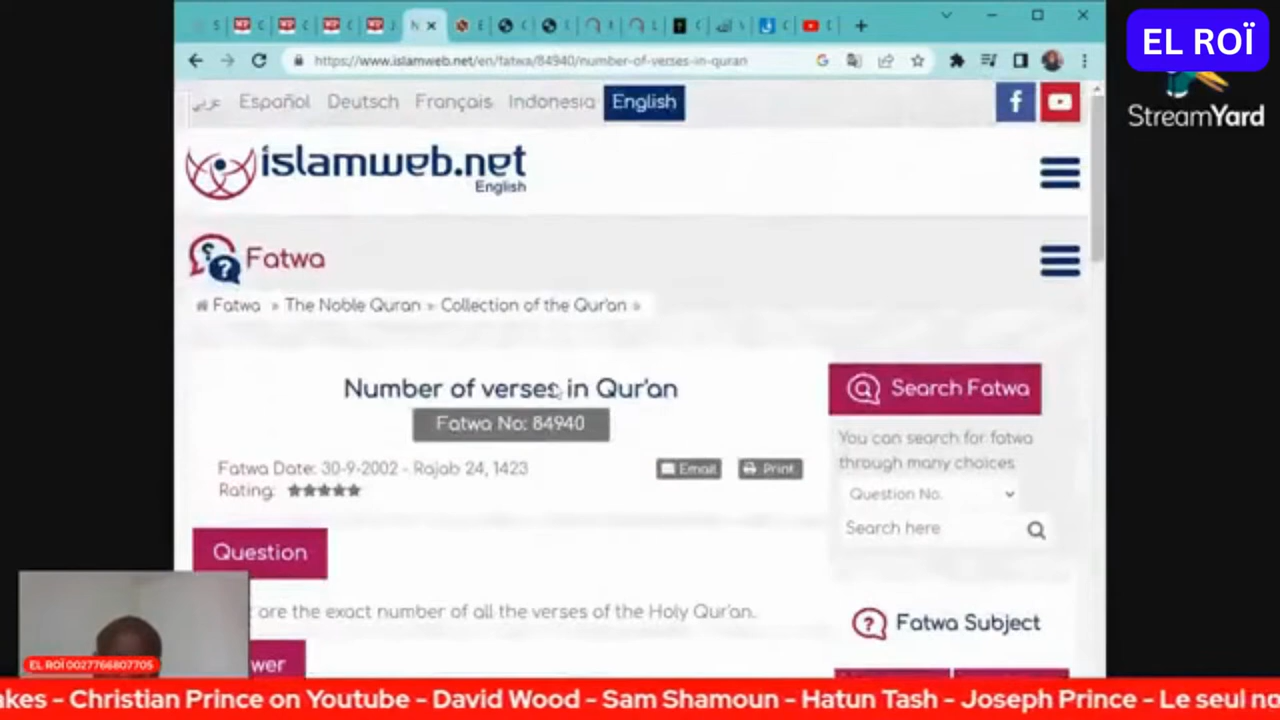 EL ROÏ
StreamYard
https://www.islamweb.net/en/fatwa/84940/number-of-verses-in-quran
عربي Español Deutsch Français Indonesia English
islamweb.net
English
Fatwa
Fatwa » The Noble Quran » Collection of the Qur'an »
Number of verses in Qur'an
Fatwa No: 84940
Fatwa Date: 30-9-2002 - Rajab 24, 1423
Email Print
Rating:
Search Fatwa
You can search for fatwa
through many choices
Question No.
Search here
Question
are the exact number of all the verses of the Holy Qur'an.
Fatwa Subject
wer
EL ROÏ 0027766807705
akes - Christian Prince on Youtube - David Wood - Sam Shamoun - Hatun Tash - Joseph Prince - Le seul no